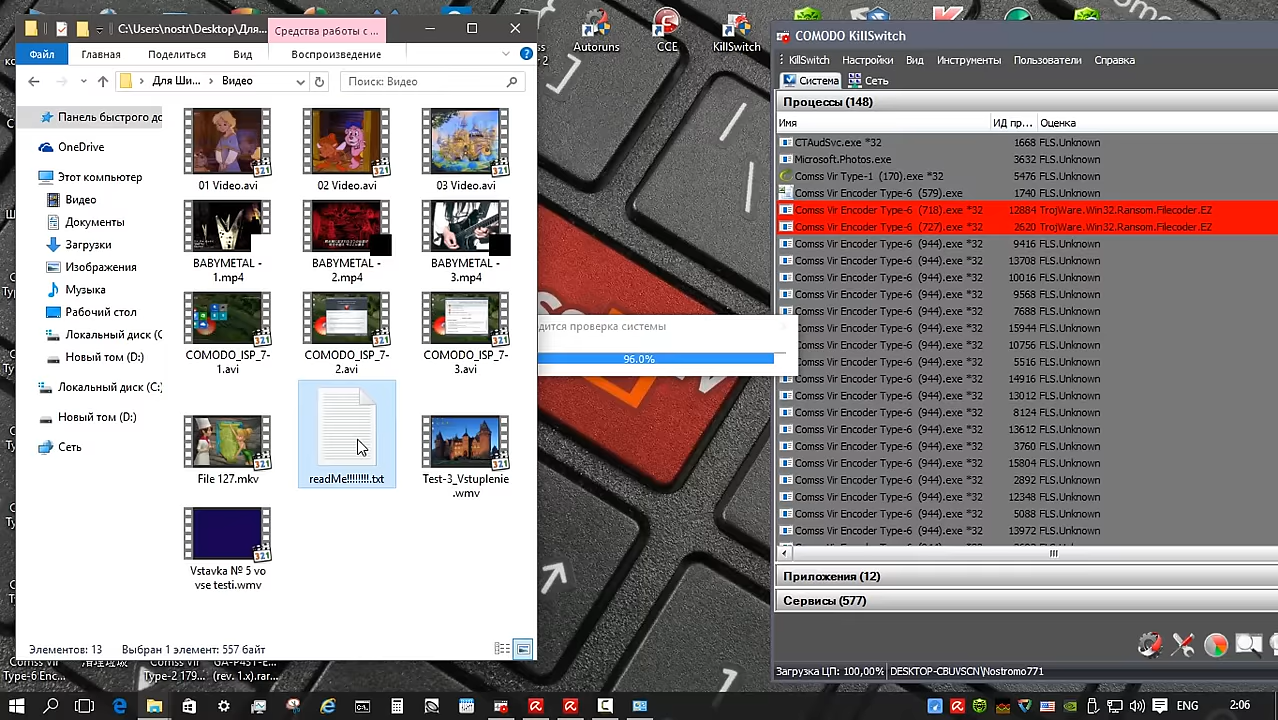 C:\Users\nostr\Desktop\Для...
Средства работы с ...
Файл
Главная
Поделиться
Вид
Воспроизведение
Для Ши...
Видео
Поиск: Видео
Панель быстрого до
OneDrive
Этот компьютер
Видео
Документы
Загрузки
Изображения
Музыка
Рабочий стол
Локальный диск (C
Новый том (D:)
Локальный диск (C:)
Новый том (D:)
Сеть
01 Video.avi
02 Video.avi
03 Video.avi
BABYMETAL -
1.mp4
BABYMETAL -
2.mp4
BABYMETAL -
3.mp4
COMODO_ISP_7-
1.avi
COMODO_ISP_7-
2.avi
COMODO_ISP_7-
3.avi
File 127.mkv
readMe!!!!!!!!.txt
Test-3_Vstuplenie
.wmv
Vstavka № 5 vo
vse testi.wmv
Элементов: 13
Выбран 1 элемент: 557 байт
Autoruns
CCE
KillSwitch
дится проверка системы
96.0%
COMODO KillSwitch
KillSwitch
Настройки
Вид
Инструменты
Пользователи
Справка
Система
Сеть
Процессы (148)
Имя
ИД пр...
Оценка
CTAudSvc.exe *32 1668 FLS.Unknown
Microsoft.Photos.exe 3632 FLS.Unknown
Comss Vir Type-1 (170).exe *32 5476 FLS.Unknown
Comss Vir Encoder Type-6 (579).exe 1740 FLS.Unknown
Comss Vir Encoder Type-6 (718).exe *32 12884 TrojWare.Win32.Ransom.Filecoder.EZ
Comss Vir Encoder Type-6 (727).exe *32 2620 TrojWare.Win32.Ransom.Filecoder.EZ
Comss Vir Encoder Type-6 (944).exe *32 9416 FLS.Unknown
Comss Vir Encoder Type-6 (944).exe *32 13708 FLS.Unknown
Comss Vir Encoder Type-6 (944).exe *32 10016 FLS.Unknown
Comss Vir Encoder Type-6 (944).exe *32 9568 FLS.Unknown
Comss Vir Encoder Type-6 (944).exe *32 7688 FLS.Unknown
Comss Vir Encoder Type-6 (944).exe *32 15944 FLS.Unknown
Comss Vir Encoder Type-6 (944).exe *32 10756 FLS.Unknown
Comss Vir Encoder Type-6 (944).exe *32 5516 FLS.Unknown
Comss Vir Encoder Type-6 (944).exe *32 14916 FLS.Unknown
Comss Vir Encoder Type-6 (944).exe *32 13012 FLS.Unknown
Comss Vir Encoder Type-6 (944).exe *32 8124 FLS.Unknown
Comss Vir Encoder Type-6 (944).exe *32 13612 FLS.Unknown
Comss Vir Encoder Type-6 (944).exe *32 3760 FLS.Unknown
Comss Vir Encoder Type-6 (944).exe *32 15804 FLS.Unknown
Comss Vir Encoder Type-6 (944).exe *32 2892 FLS.Unknown
Comss Vir Encoder Type-6 (944).exe *32 12348 FLS.Unknown
Comss Vir Encoder Type-6 (944).exe *32 5088 FLS.Unknown
Comss Vir Encoder Type-6 (944).exe *32 13972 FLS.Unknown
Приложения (12)
Сервисы (577)
Загрузка ЦП: 100,00%
DESKTOP-CBUVSCN\Nostromo771
Type-6 Enc...
Type-2 179...
(rev. 1.x).rar...
ENG
2:06